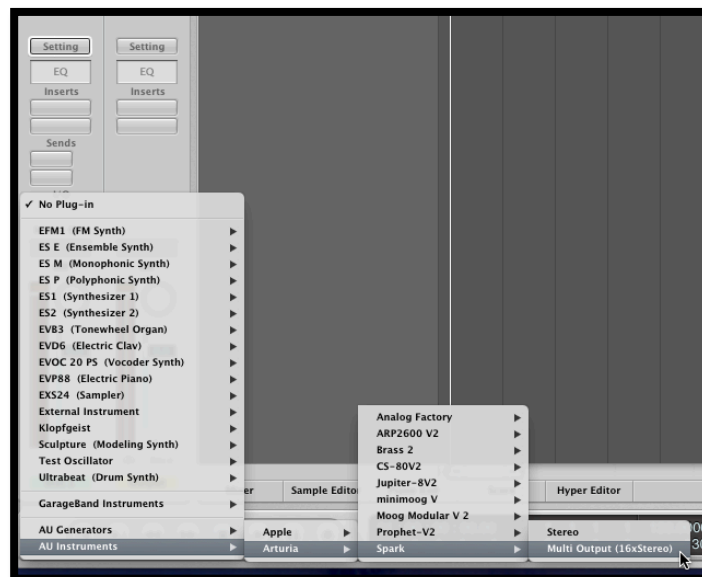 Setting Setting
EQ EQ
Inserts Inserts
Sends
✓ No Plug-in
EFM1 (FM Synth)
ES E (Ensemble Synth)
ES M (Monophonic Synth)
ES P (Polyphonic Synth)
ES1 (Synthesizer 1)
ES2 (Synthesizer 2)
EVB3 (Tonewheel Organ)
EVD6 (Electric Clav)
EVOC 20 PS (Vocoder Synth)
EVP88 (Electric Piano)
EXS24 (Sampler)
External Instrument
Klopfgeist
Sculpture (Modeling Synth)
Test Oscillator
Ultrabeat (Drum Synth)
GarageBand Instruments
AU Generators
AU Instruments
Sample Edito
Hyper Editor
Apple
Arturia
Analog Factory
ARP2600 V2
Brass 2
CS-80V2
Jupiter-8V2
minimoog V
Moog Modular V 2
Prophet-V2
Spark
Stereo
Multi Output (16xStereo)